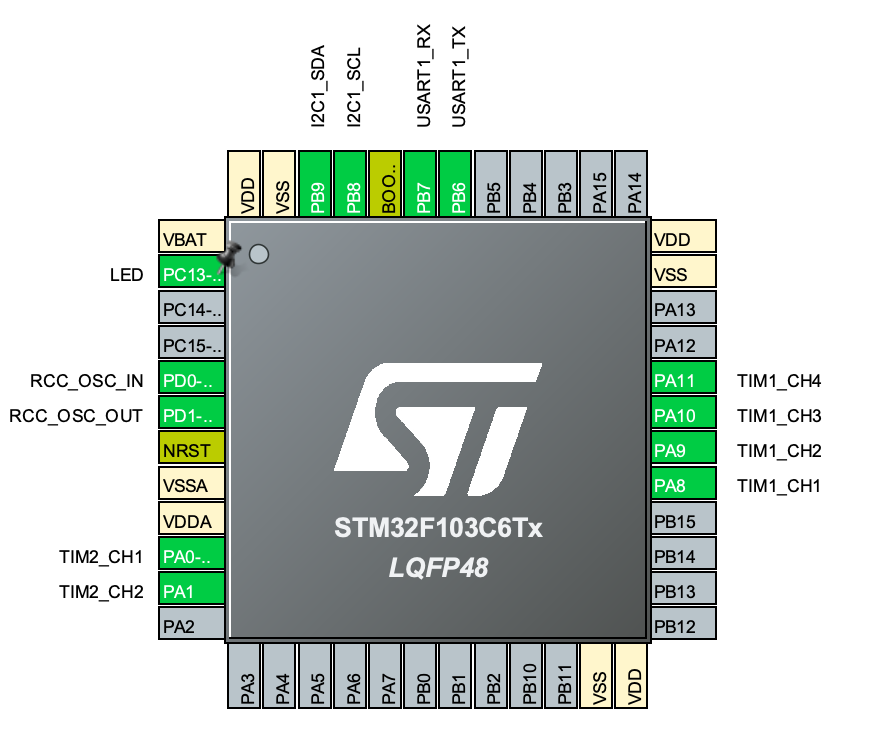 I2C1_SDA
I2C1_SCL
USART1_RX
USART1_TX
VDD
VSS
PB9
PB8
BOO..
PB7
PB6
PB5
PB4
PB3
PA15
PA14
VBAT
LED PC13-..
PC14-..
PC15-..
RCC_OSC_IN PD0-..
RCC_OSC_OUT PD1-..
NRST
VSSA
VDDA
TIM2_CH1 PA0-..
TIM2_CH2 PA1
PA2
ST
STM32F103C6Tx
LQFP48
VDD
VSS
PA13
PA12
PA11 TIM1_CH4
PA10 TIM1_CH3
PA9 TIM1_CH2
PA8 TIM1_CH1
PB15
PB14
PB13
PB12
PA3
PA4
PA5
PA6
PA7
PB0
PB1
PB2
PB10
PB11
VSS
VDD